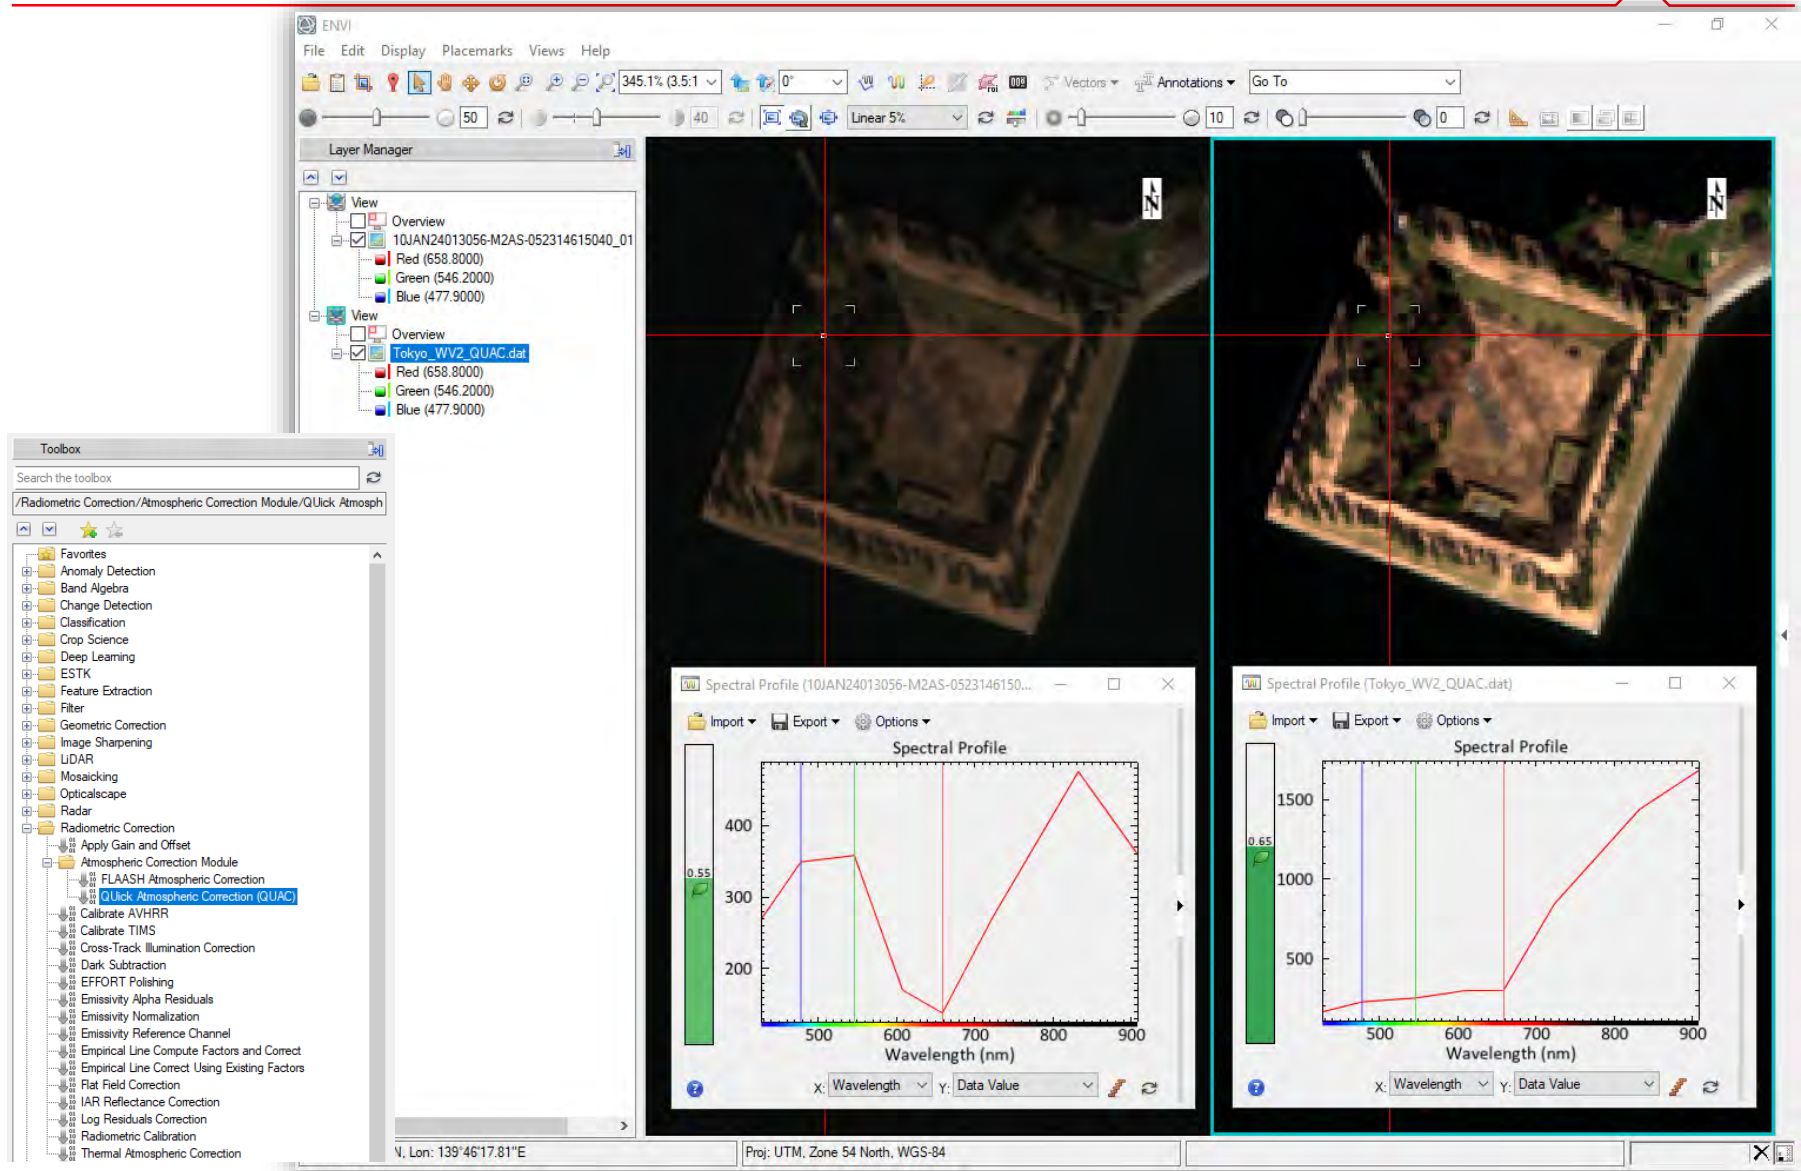 ENVI
File Edit Display Placemarks Views Help
345.1% (3.5:1 0° Vectors Annotations Go To
50 40 Linear 5% 10 0
Layer Manager
View
Overview
10JAN24013056-M2AS-052314615040_01
Red (658.8000)
Green (546.2000)
Blue (477.9000)
View
Overview
Tokyo_WV2_QUAC.dat
Red (658.8000)
Green (546.2000)
Blue (477.9000)
N
N
Toolbox
Search the toolbox
/Radiometric Correction/Atmospheric Correction Module/QUick Atmosph
Favorites
Anomaly Detection
Band Algebra
Change Detection
Classification
Crop Science
Deep Learning
ESTK
Feature Extraction
Filter
Geometric Correction
Image Sharpening
LiDAR
Mosaicking
Opticalscape
Radar
Radiometric Correction
Apply Gain and Offset
Atmospheric Correction Module
FLAASH Atmospheric Correction
QUick Atmospheric Correction (QUAC)
Calibrate AVHRR
Calibrate TIMS
Cross-Track Illumination Correction
Dark Subtraction
EFFORT Polishing
Emissivity Alpha Residuals
Emissivity Normalization
Emissivity Reference Channel
Empirical Line Compute Factors and Correct
Empirical Line Correct Using Existing Factors
Flat Field Correction
IAR Reflectance Correction
Log Residuals Correction
Radiometric Calibration
Thermal Atmospheric Correction
Spectral Profile (10JAN24013056-M2AS-0523146150...
Import Export Options
Spectral Profile
0.55
400
300
200
500 600 700 800 900
Wavelength (nm)
X: Wavelength Y: Data Value
Spectral Profile (Tokyo_WV2_QUAC.dat)
Import Export Options
Spectral Profile
0.65
1500
1000
500
500 600 700 800 900
Wavelength (nm)
X: Wavelength Y: Data Value
N, Lon: 139°46'17.81"E
Proj: UTM, Zone 54 North, WGS-84